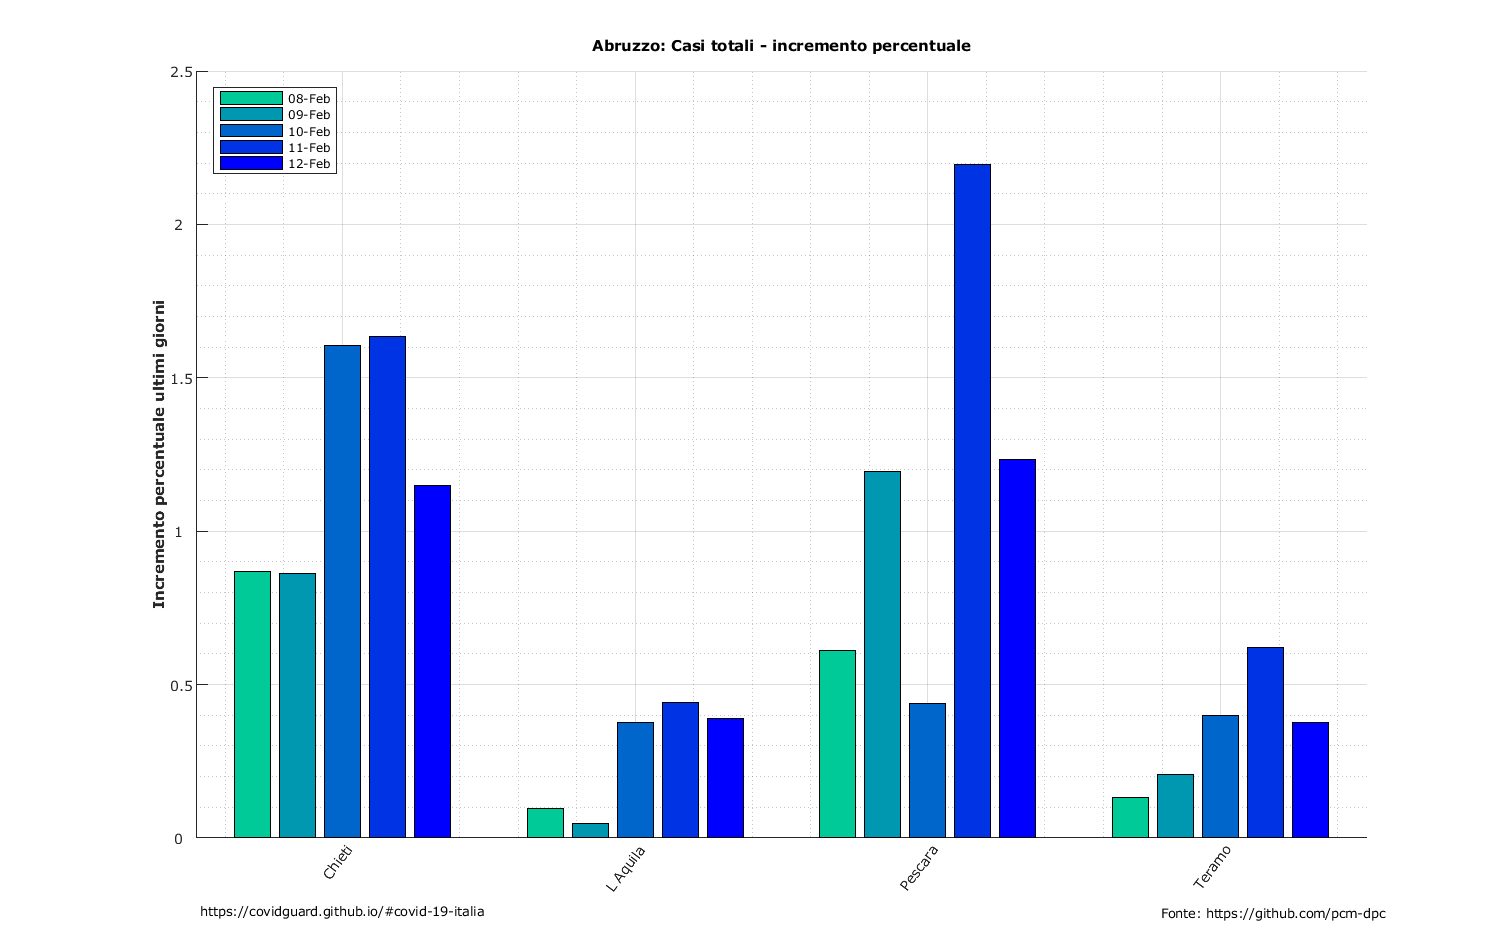 Abruzzo: Casi totali - incremento percentuale
2.5
2
1.5
1
0.5
0
Incremento percentuale ultimi giorni
08-Feb
09-Feb
10-Feb
11-Feb
12-Feb
Chieti
L Aquila
Pescara
Teramo
https://covidguard.github.io/#covid-19-italia
Fonte: https://github.com/pcm-dpc